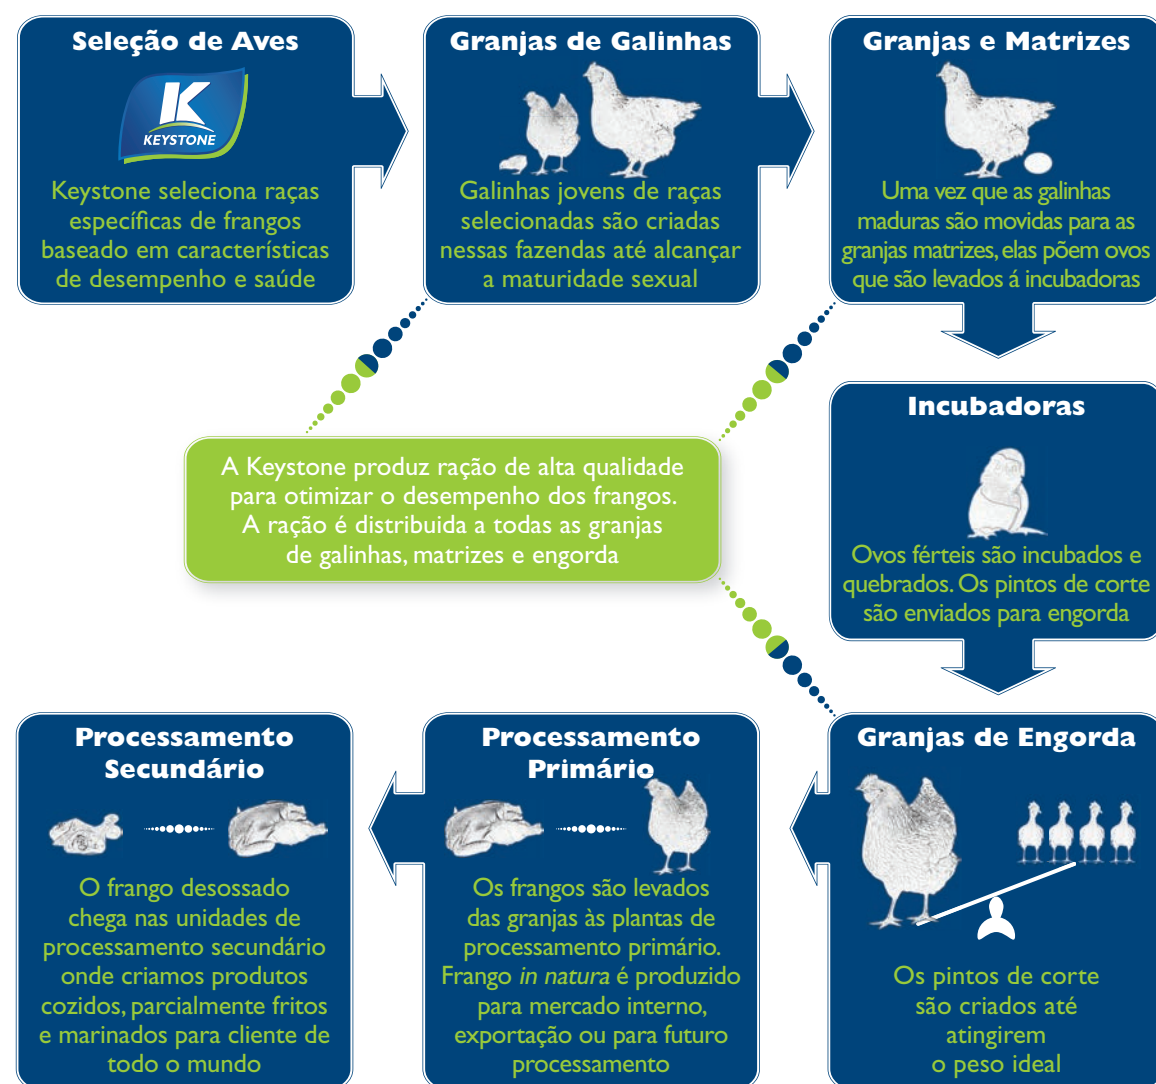 Seleção de Aves
K
KEYSTONE
Keystone seleciona raças
específicas de frangos
baseado em características
de desempenho e saúde
Granjas de Galinhas
Galinhas jovens de raças
selecionadas são criadas
nessas fazendas até alcançar
a maturidade sexual
Granjas e Matrizes
Uma vez que as galinhas
maduras são movidas para as
granjas matrizes, elas põem ovos
que são levados á incubadoras
A Keystone produz ração de alta qualidade
para otimizar o desempenho dos frangos.
A ração é distribuida a todas as granjas
de galinhas, matrizes e engorda
Incubadoras
Ovos férteis são incubados e
quebrados. Os pintos de corte
são enviados para engorda
Granjas de Engorda
Os pintos de corte
são criados até
atingirem
o peso ideal
Processamento
Primário
Os frangos são levados
das granjas às plantas de
processamento primário.
Frango in natura é produzido
para mercado interno,
exportação ou para futuro
processamento
Processamento
Secundário
O frango desossado
chega nas unidades de
processamento secundário
onde criamos produtos
cozidos, parcialmente fritos
e marinados para cliente de
todo o mundo